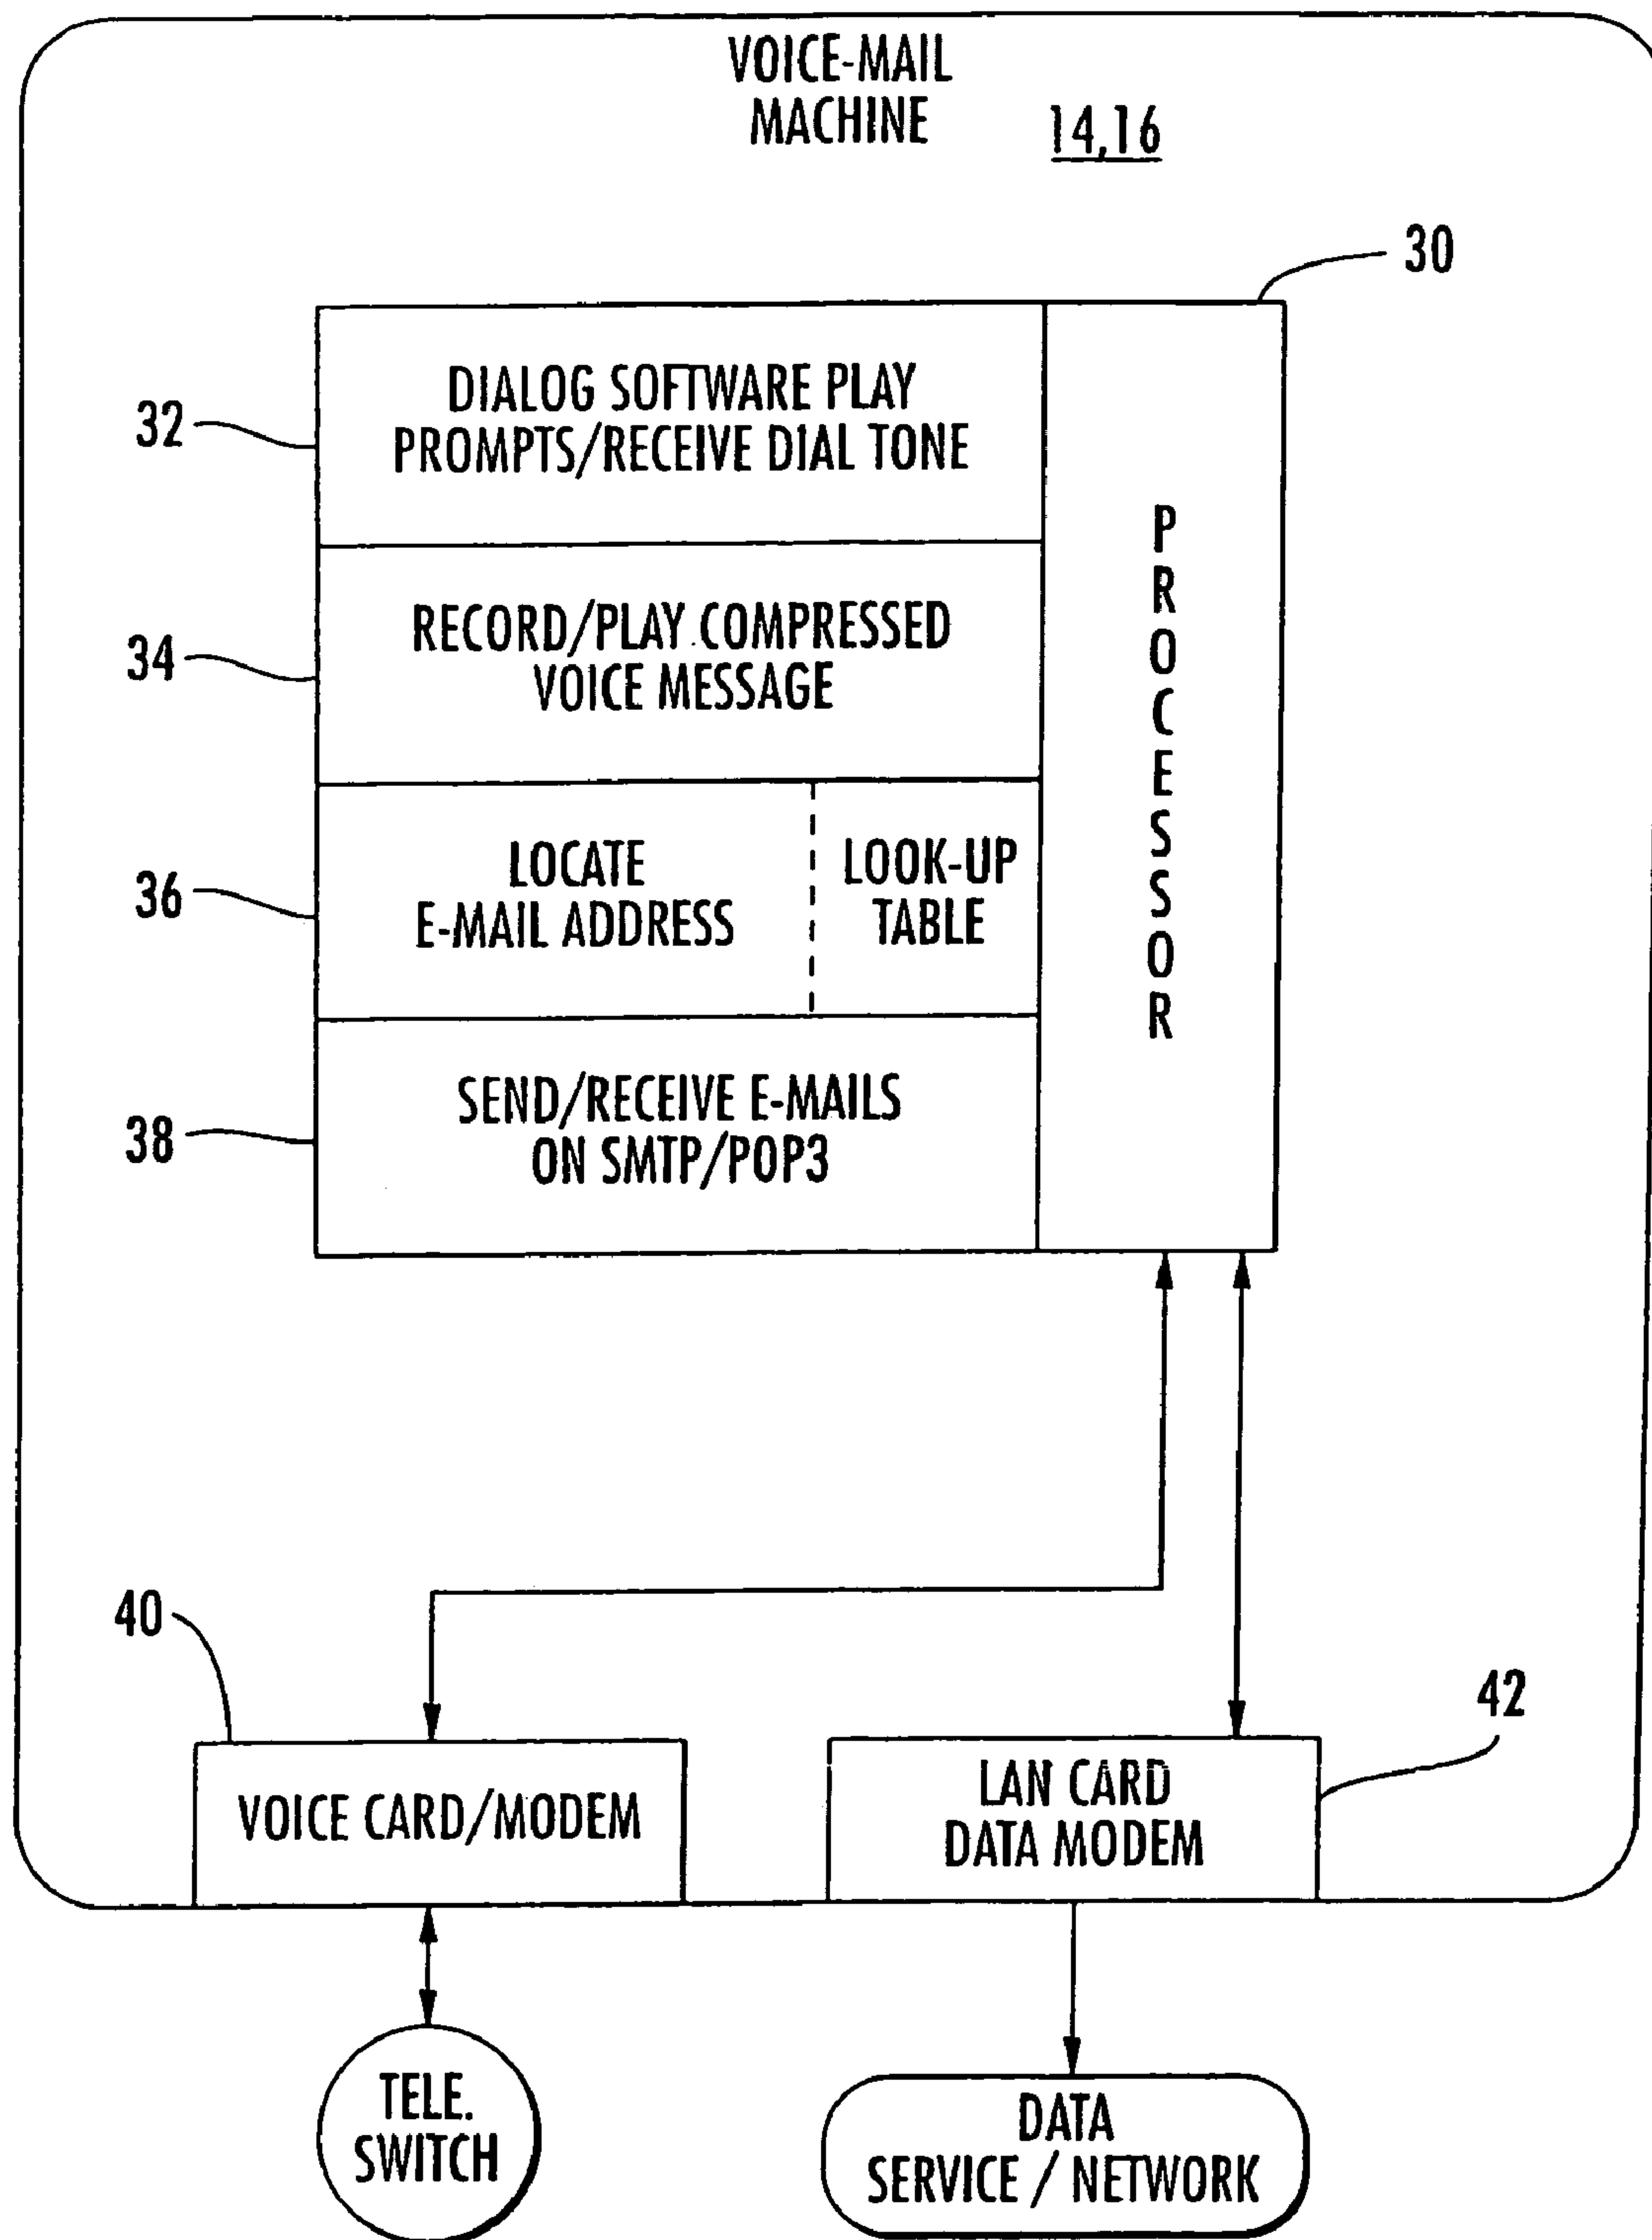 VOICE-MAIL
MACHINE
14,16
30
32
DIALOG SOFTWARE PLAY
PROMPTS/RECEIVE DIAL TONE
PROCESSOR
34
RECORD/PLAY COMPRESSED
VOICE MESSAGE
36
LOCATE
E-MAIL ADDRESS
LOOK-UP
TABLE
38
SEND/RECEIVE E-MAILS
ON SMTP/POP3
40
VOICE CARD/MODEM
42
LAN CARD
DATA MODEM
TELE.
SWITCH
DATA
SERVICE / NETWORK